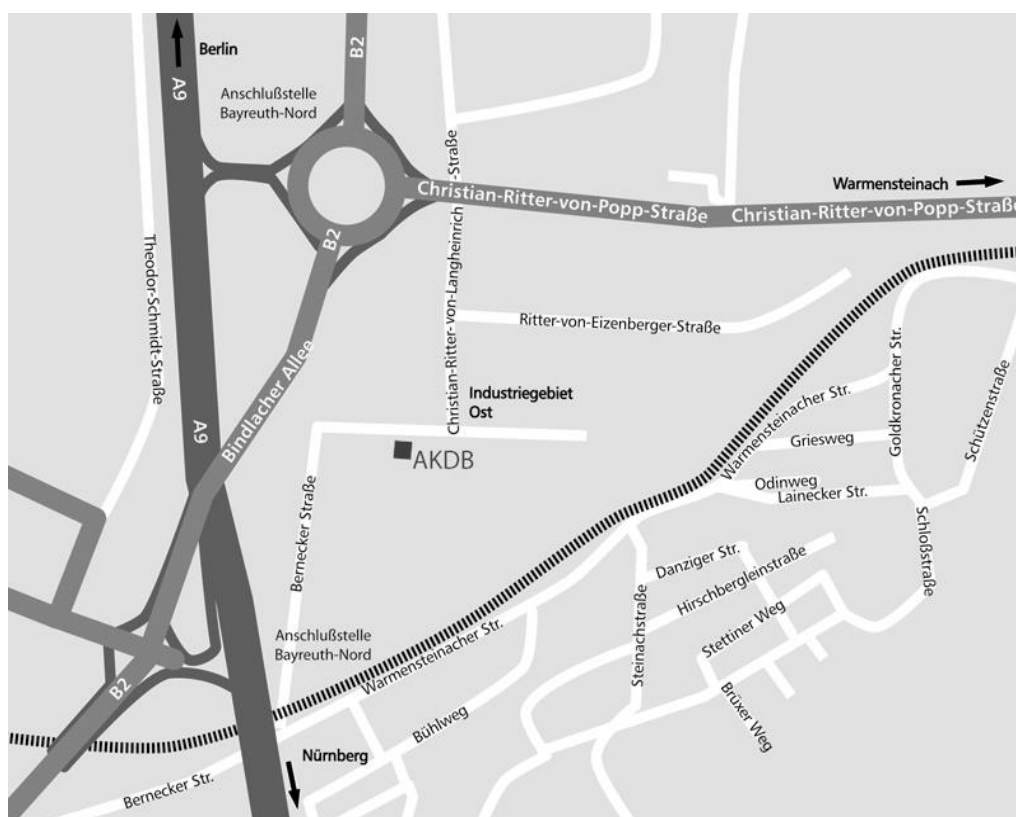 B2
Berlin
A9
Anschlußstelle
Bayreuth-Nord
Warmensteinach
Christian-Ritter-von-Popp-Straße
Christian-Ritter-von-Popp-Straße
B2
Christian-Ritter-von-Langheinrich-Straße
Theodor-Schmidt-Straße
Ritter-von-Eizenberger-Straße
Bindlacher Allee
Industriegebiet
Ost
Goldkronacher Str.
Warmensteinacher Str.
Schützenstraße
A9
AKDB
Griesweg
Odinweg
Lainecker Str.
Bernecker Straße
Schloßstraße
Danziger Str.
Hirschbergleinstraße
Steinachstraße
Stettiner Weg
Anschlußstelle
Bayreuth-Nord
Warmensteinacher Str.
B2
Bühlweg
Brüxer Weg
Nürnberg
Bernecker Str.